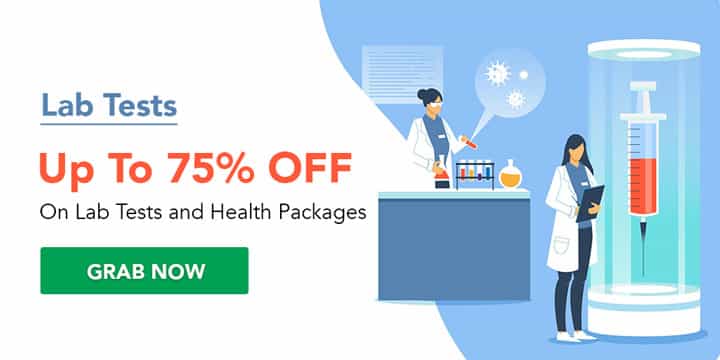 Lab Tests
Up To 75% OFF
On Lab Tests and Health Packages
GRAB NOW